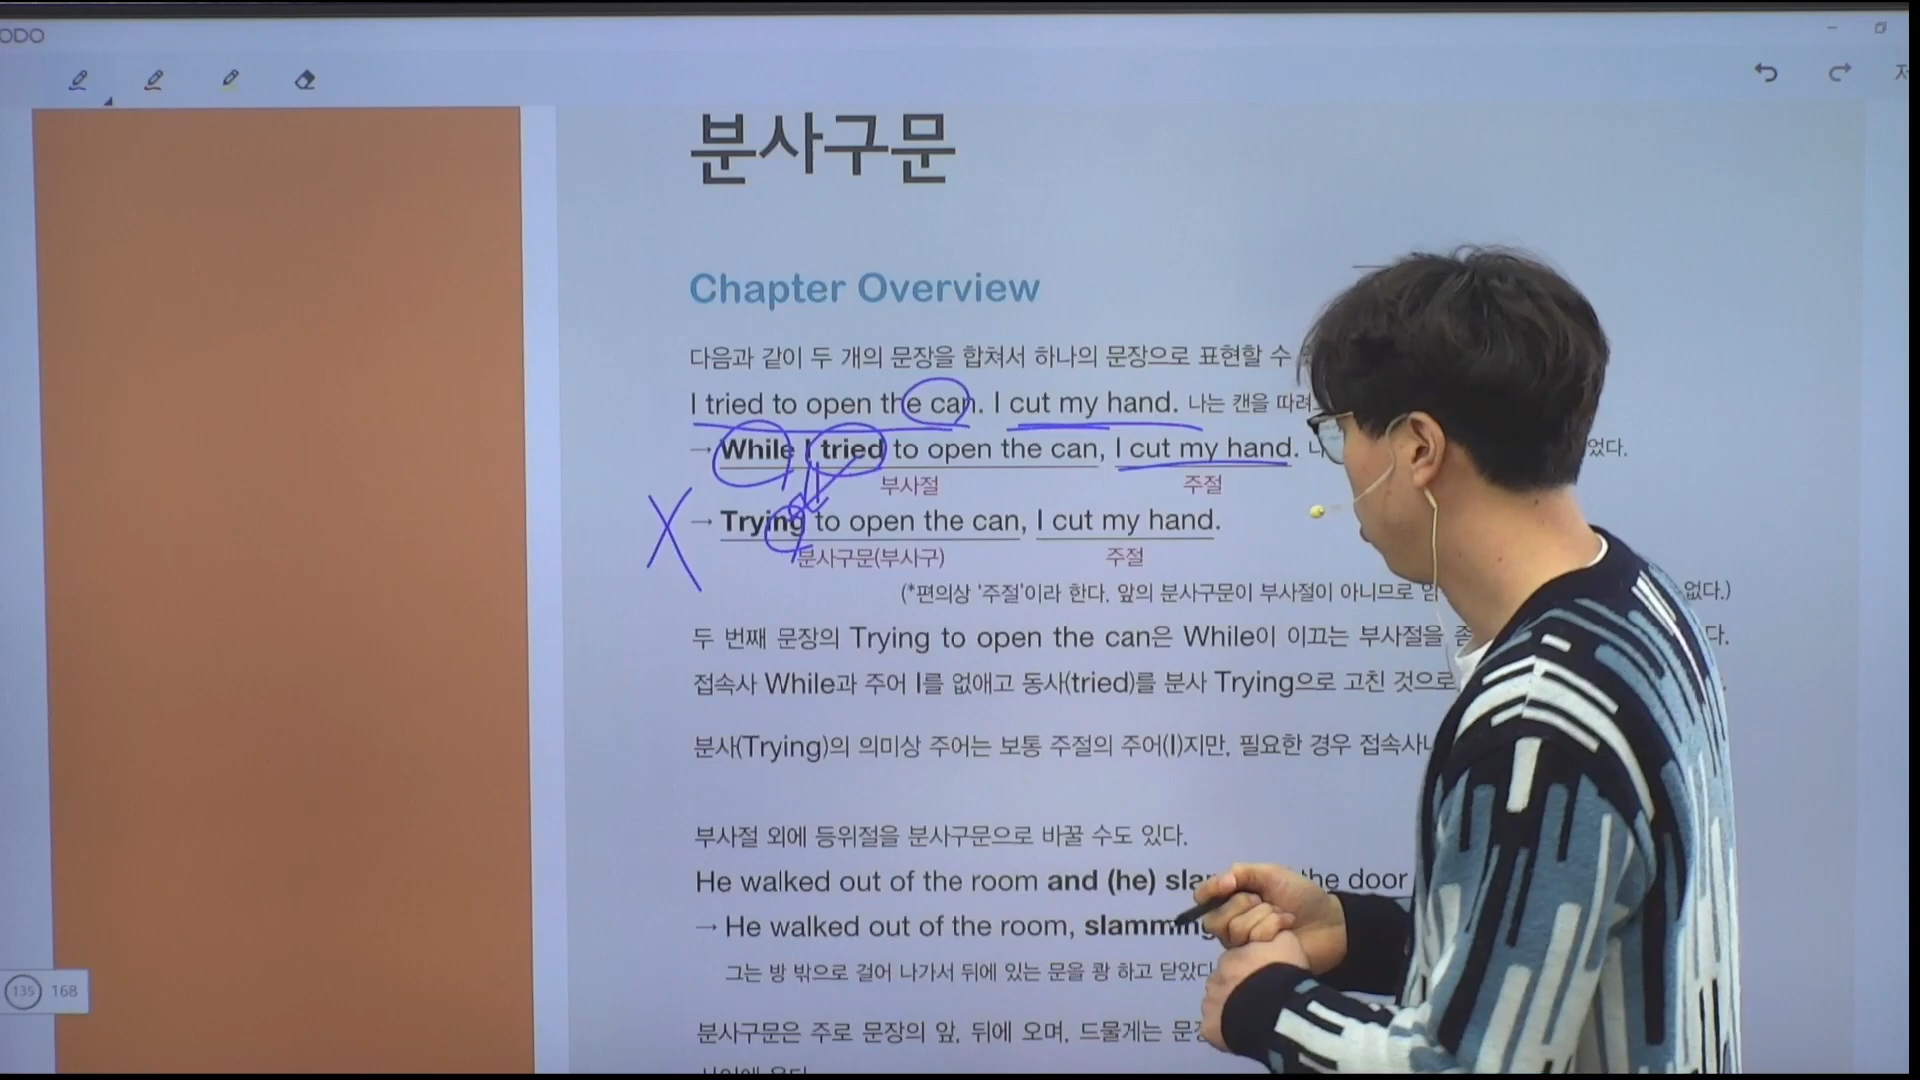 ODO
분사구문
Chapter Overview
다음과 같이 두 개의 문장을 합쳐서 하나의 문장으로 표현할 수
I tried to open the can. I cut my hand. 나는 캔을 따려
→ While I tried to open the can, I cut my hand. 었다.
부사절 주절
X → Trying to open the can, I cut my hand.
분사구문(부사구) 주절
(*편의상 '주절'이라 한다. 앞의 분사구문이 부사절이 아니므로 없다.)
두 번째 문장의 Trying to open the can은 While이 이끄는 부사절을 다.
접속사 While과 주어 I를 없애고 동사(tried)를 분사 Trying으로 고친 것으로
분사(Trying)의 의미상 주어는 보통 주절의 주어(I)지만, 필요한 경우 접속사
부사절 외에 등위절을 분사구문으로 바꿀 수도 있다.
He walked out of the room and (he) the door
→ He walked out of the room, slamming
그는 방 밖으로 걸어 나가서 뒤에 있는 문을 쾅 하고 닫았다
135 168
분사구문은 주로 문장의 앞, 뒤에 오며, 드물게는